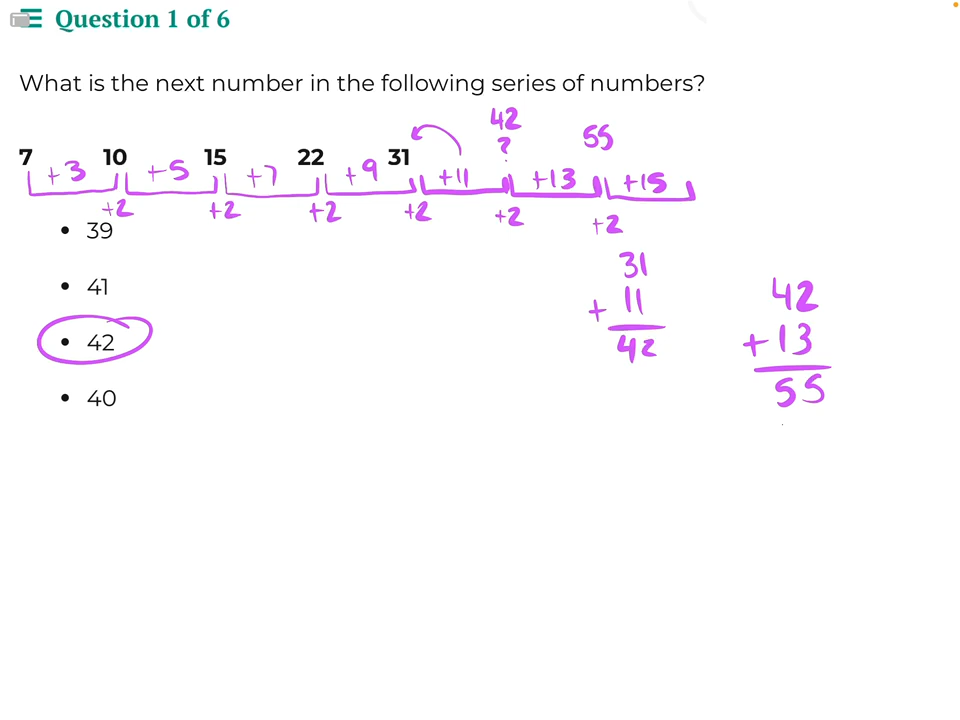 Question 1 of 6
What is the next number in the following series of numbers?
42
?
55
7 10 15 22 31
+3 +5 +7 +9 +11 +13 +15
+2 +2 +2 +2 +2 +2
• 39
• 41
• 42
• 40
31
+ 11
42
42
+ 13
55